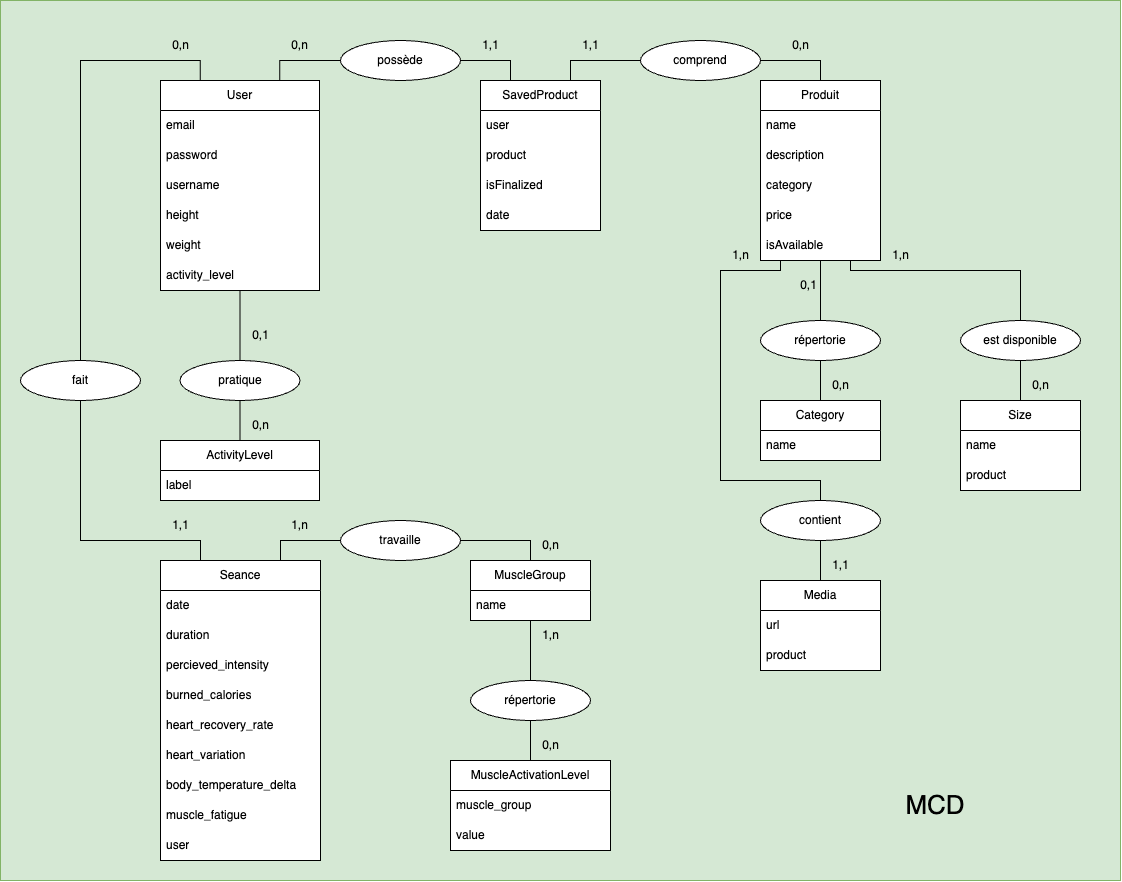 0,n
0,n
possède
1,1
1,1
comprend
0,n
User
email
password
username
height
weight
activity_level
SavedProduct
user
product
isFinalized
date
Produit
name
description
category
price
isAvailable
1,n
0,1
1,n
0,1
répertorie
est disponible
fait
pratique
0,n
0,n
0,n
Category
name
Size
name
product
ActivityLevel
label
contient
1,1
1,1
1,n
travaille
0,n
Seance
date
duration
percieved_intensity
burned_calories
heart_recovery_rate
heart_variation
body_temperature_delta
muscle_fatigue
user
MuscleGroup
name
1,n
répertorie
0,n
MuscleActivationLevel
muscle_group
value
Media
url
product
MCD